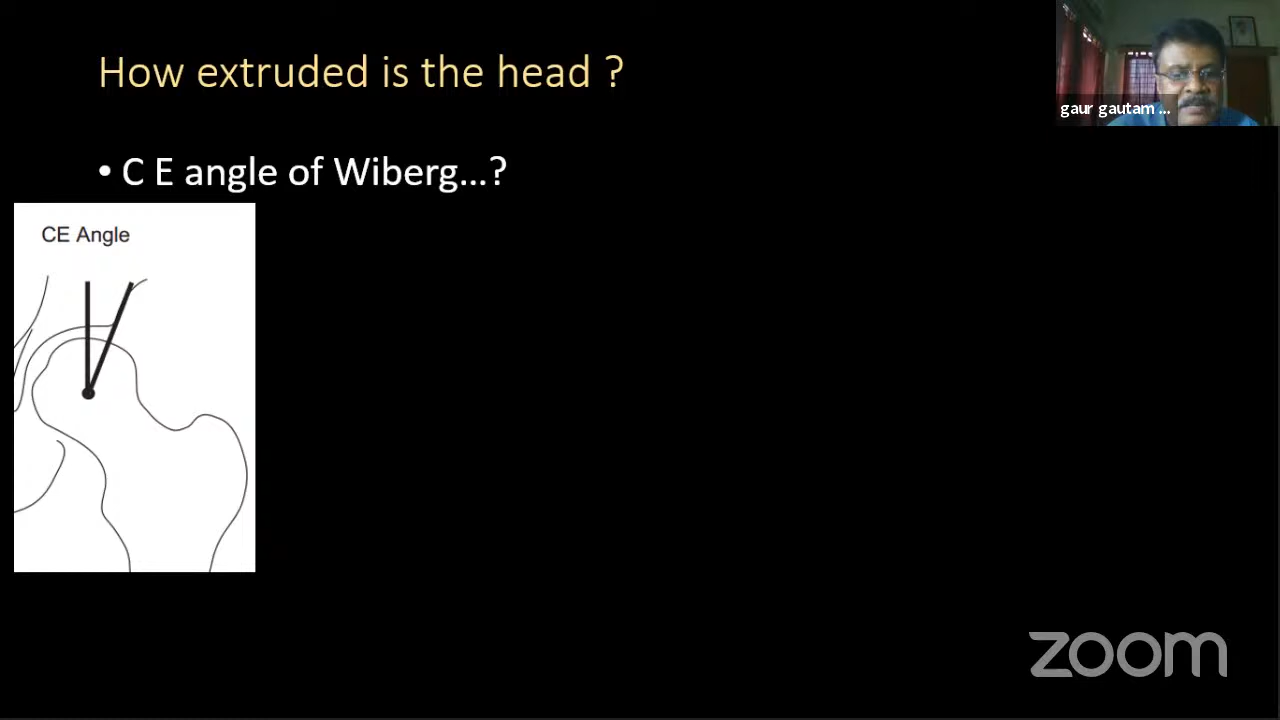 How extruded is the head ?
gaur gautam ...
• C E angle of Wiberg...?
CE Angle
zoom